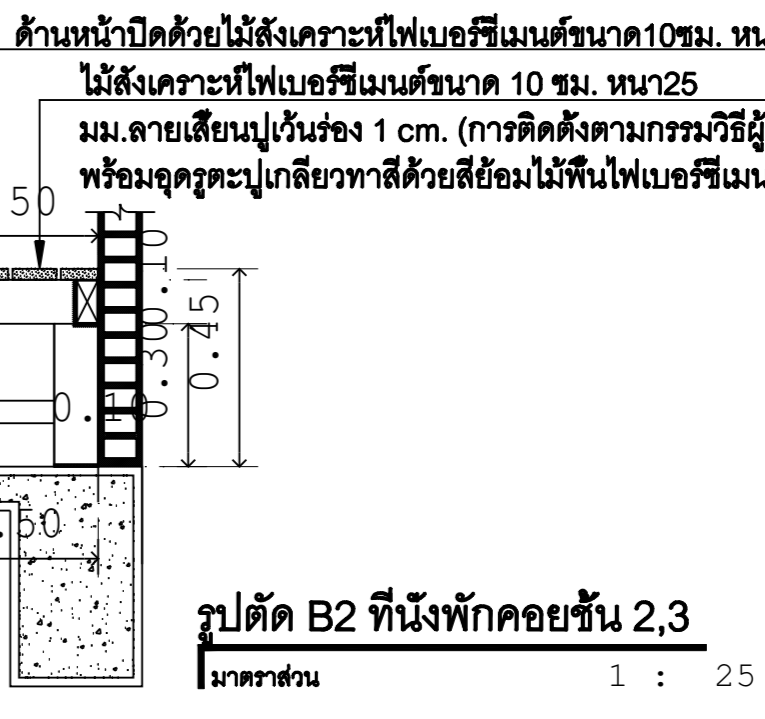 ด้านหน้าปิดด้วยไม้สังเคราะห์ไฟเบอร์ซีเมนต์ขนาด10ซม. หน
ไม้สังเคราะห์ไฟเบอร์ซีเมนต์ขนาด 10 ซม. หนา25
มม.ลายเสี้ยนปูเว้นร่อง 1 cm. (การติดตั้งตามกรรมวิธีผู้
พร้อมอุดรูตะปูเกลียวทาสีด้วยสีย้อมไม้พื้นไฟเบอร์ซีเมน
50
0.10
0.30
0.45
0.10
.50
รูปตัด B2 ที่นั่งพักคอยชั้น 2,3
มาตราส่วน 1 : 25